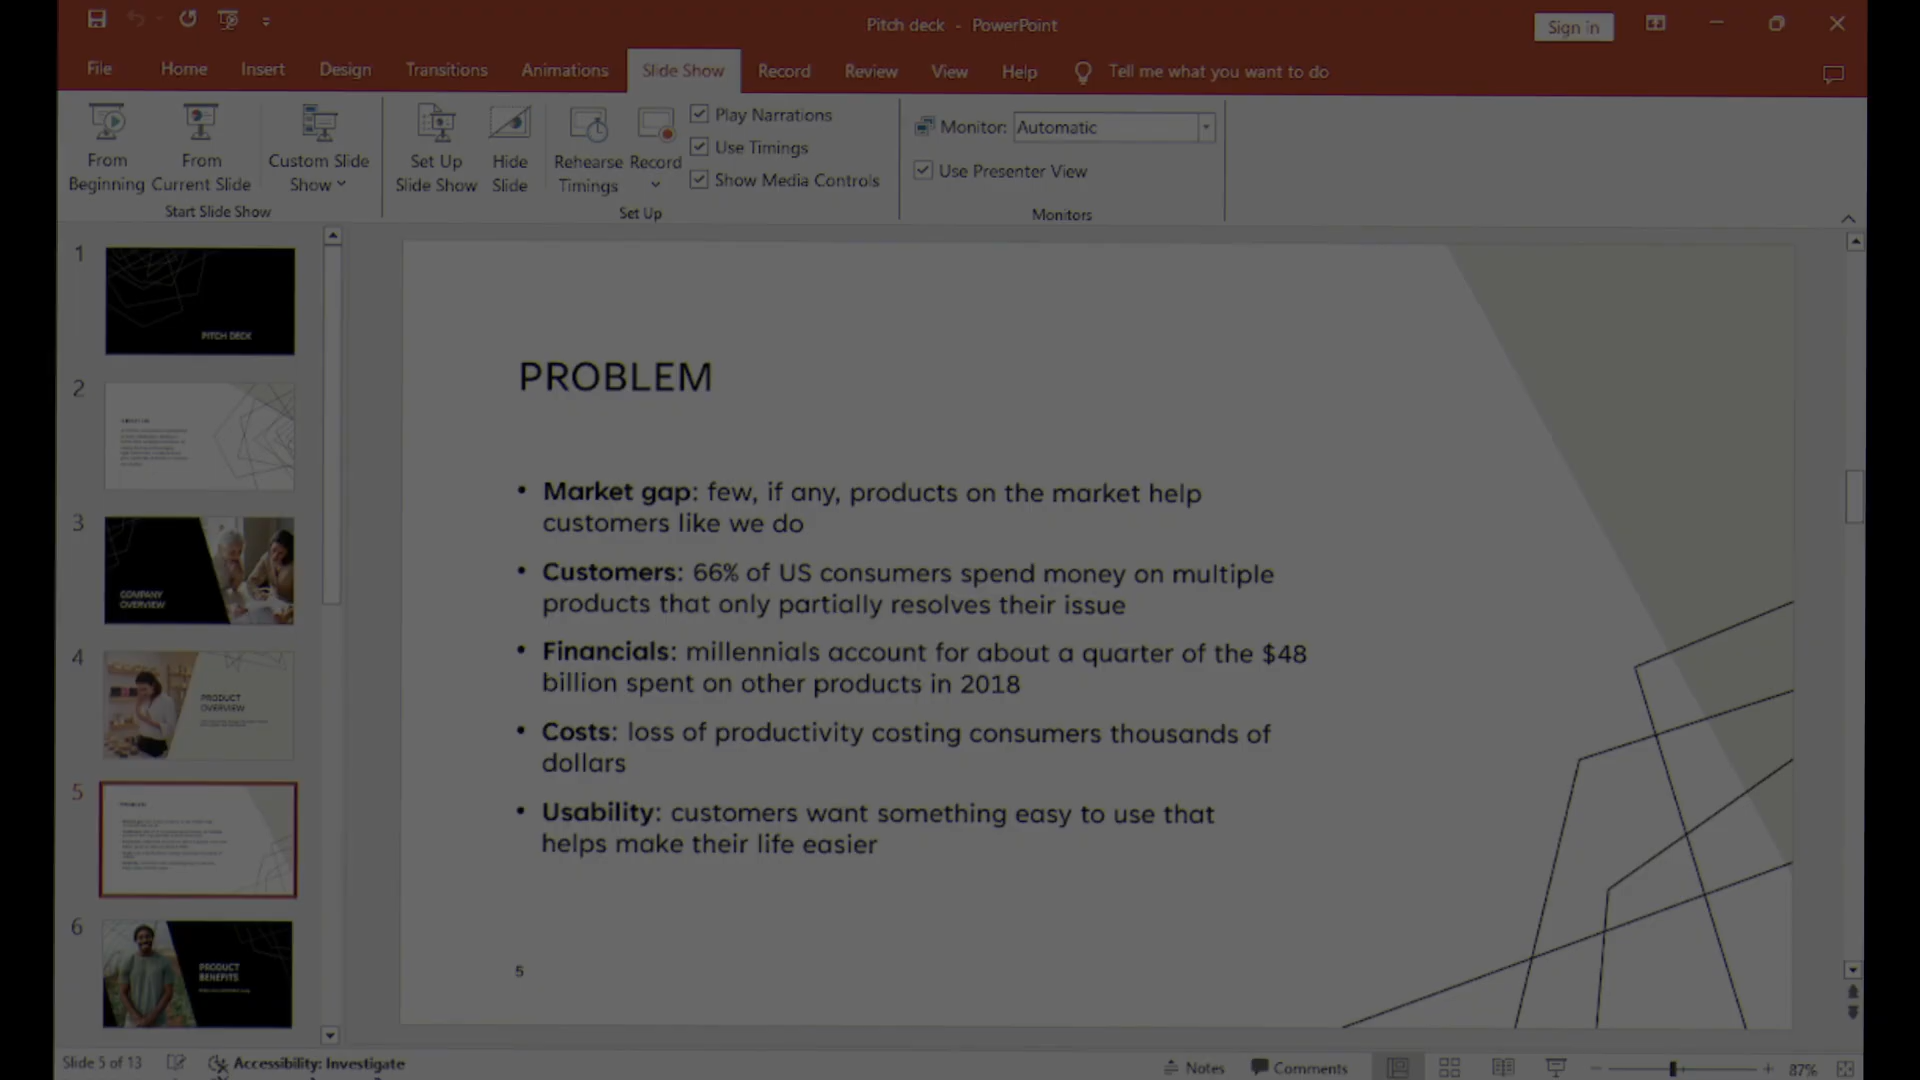 Pitch deck - PowerPoint
Sign in
File Home Insert Design Transitions Animations Slide Show Record Review View Help Tell me what you want to do
From Beginning
From Current Slide
Custom Slide Show
Start Slide Show
Set Up Slide Show
Hide Slide
Rehearse Timings
Record
Play Narrations
Use Timings
Show Media Controls
Set Up
Monitor: Automatic
Use Presenter View
Monitors
1
PITCH DECK
2
3
COMPANY
OVERVIEW
4
PRODUCT
OVERVIEW
5
6
PRODUCT
BENEFITS
PROBLEM
• Market gap: few, if any, products on the market help
customers like we do
• Customers: 66% of US consumers spend money on multiple
products that only partially resolves their issue
• Financials: millennials account for about a quarter of the $48
billion spent on other products in 2018
• Costs: loss of productivity costing consumers thousands of
dollars
• Usability: customers want something easy to use that
helps make their life easier
5
Slide 5 of 13 Accessibility: Investigate Notes Comments 87%